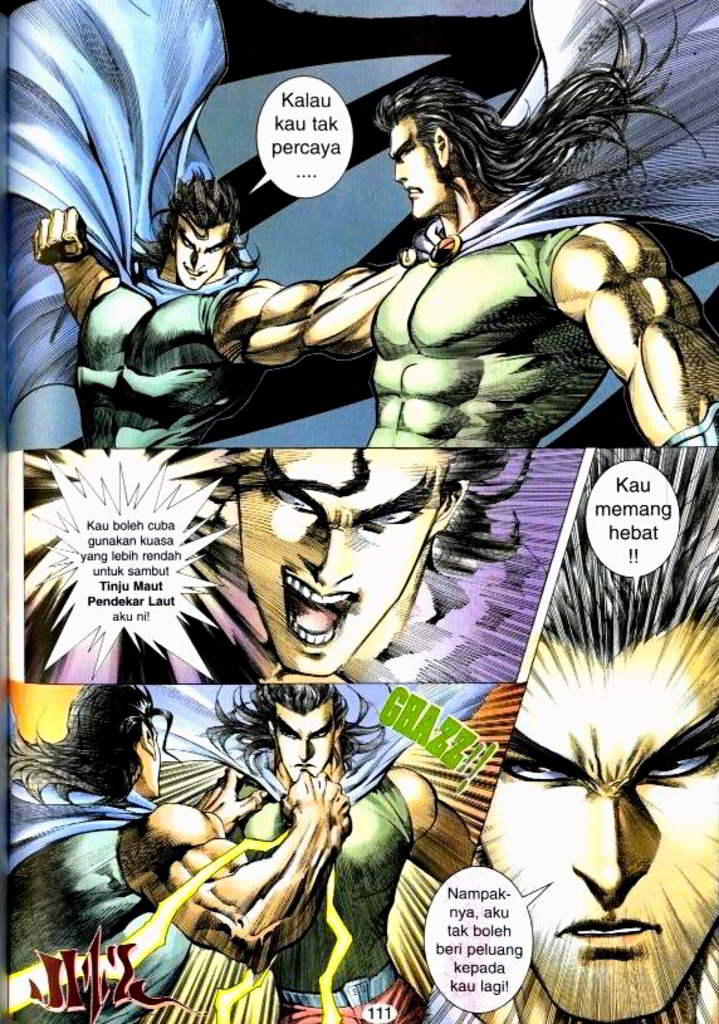 Kalau
kau tak
percaya
....
Kau boleh cuba
gunakan kuasa
yang lebih rendah
untuk sambut
Tinju Maut
Pendekar Laut
aku ni!
Kau
memang
hebat
!!
GHAZZ!!
Nampak-
nya, aku
tak boleh
beri peluang
kepada
kau lagi!
111